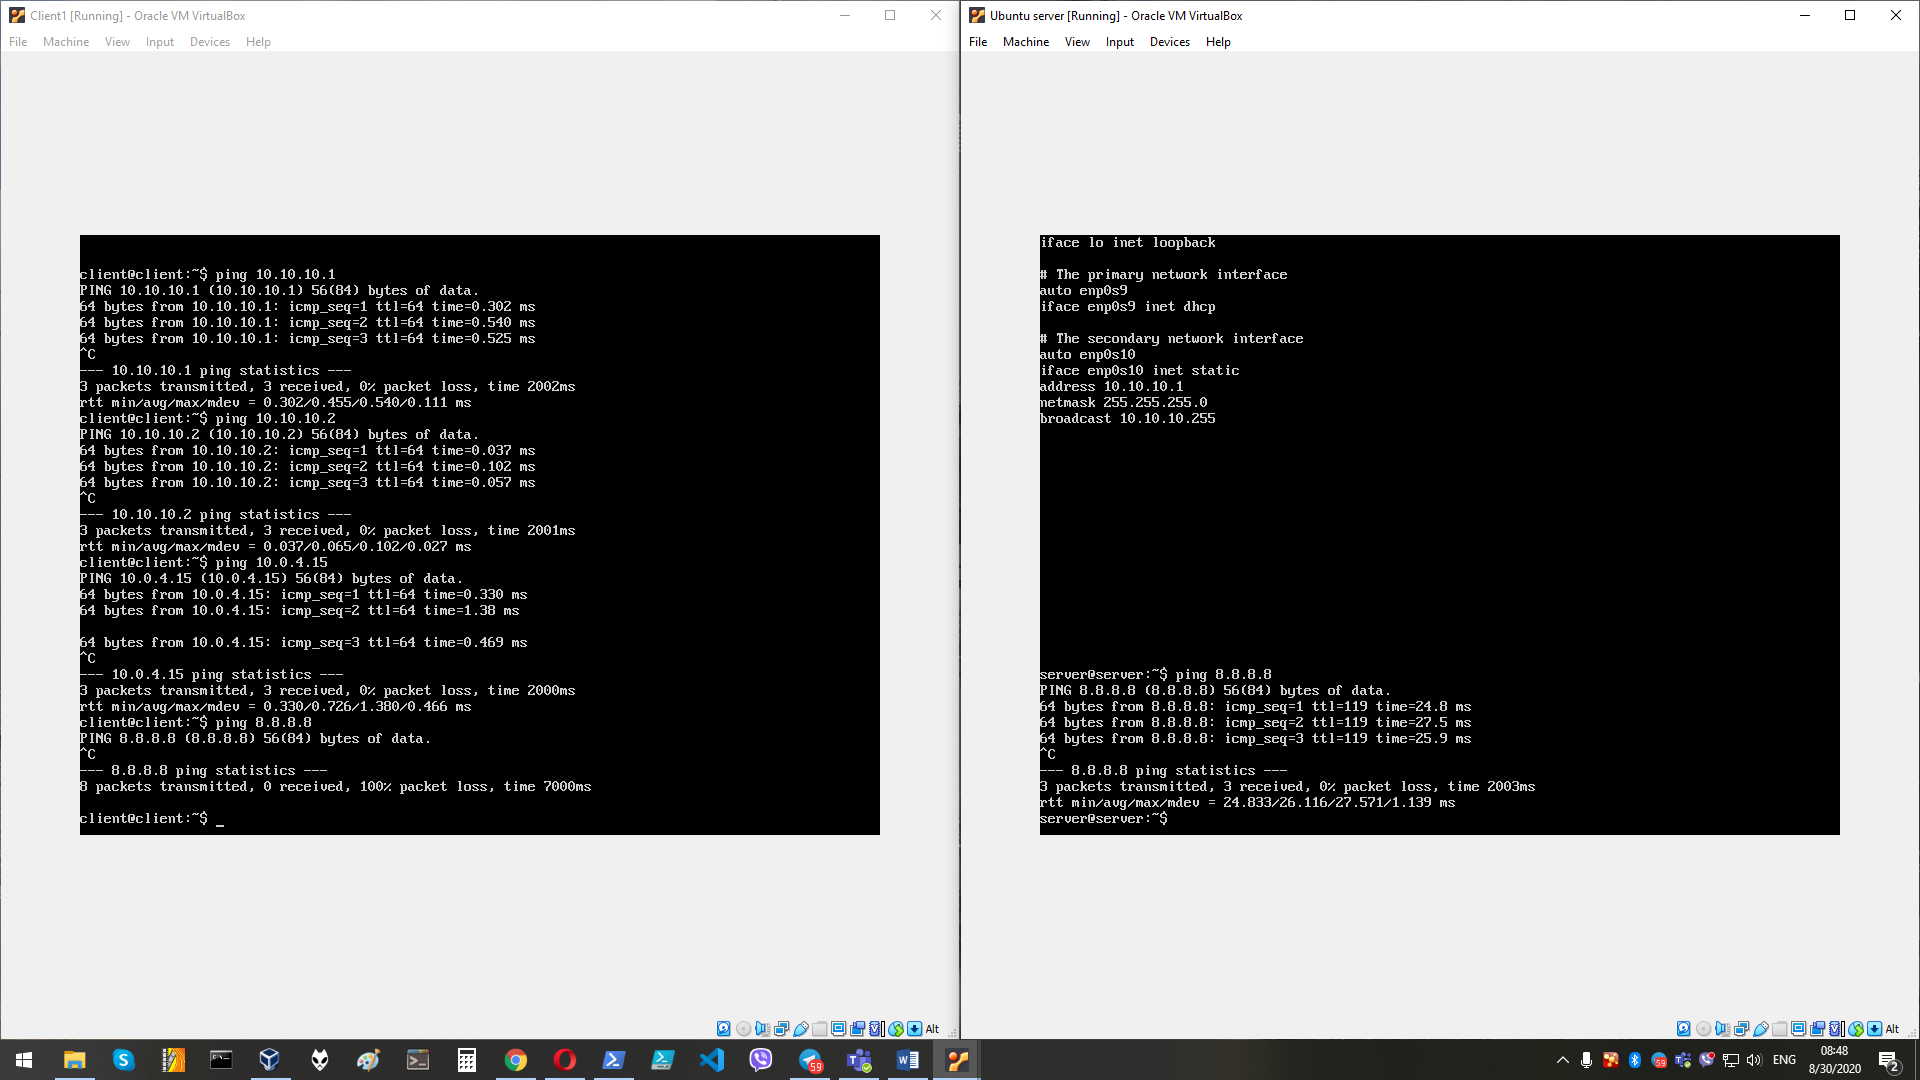 Client1 [Running] - Oracle VM VirtualBox
File Machine View Input Devices Help
client@client:~$ ping 10.10.10.1
PING 10.10.10.1 (10.10.10.1) 56(84) bytes of data.
64 bytes from 10.10.10.1: icmp_seq=1 ttl=64 time=0.302 ms
64 bytes from 10.10.10.1: icmp_seq=2 ttl=64 time=0.540 ms
64 bytes from 10.10.10.1: icmp_seq=3 ttl=64 time=0.525 ms
^C
--- 10.10.10.1 ping statistics ---
3 packets transmitted, 3 received, 0% packet loss, time 2002ms
rtt min/avg/max/mdev = 0.302/0.455/0.540/0.111 ms
client@client:~$ ping 10.10.10.2
PING 10.10.10.2 (10.10.10.2) 56(84) bytes of data.
64 bytes from 10.10.10.2: icmp_seq=1 ttl=64 time=0.037 ms
64 bytes from 10.10.10.2: icmp_seq=2 ttl=64 time=0.102 ms
64 bytes from 10.10.10.2: icmp_seq=3 ttl=64 time=0.057 ms
^C
--- 10.10.10.2 ping statistics ---
3 packets transmitted, 3 received, 0% packet loss, time 2001ms
rtt min/avg/max/mdev = 0.037/0.065/0.102/0.027 ms
client@client:~$ ping 10.0.4.15
PING 10.0.4.15 (10.0.4.15) 56(84) bytes of data.
64 bytes from 10.0.4.15: icmp_seq=1 ttl=64 time=0.330 ms
64 bytes from 10.0.4.15: icmp_seq=2 ttl=64 time=1.38 ms
64 bytes from 10.0.4.15: icmp_seq=3 ttl=64 time=0.469 ms
^C
--- 10.0.4.15 ping statistics ---
3 packets transmitted, 3 received, 0% packet loss, time 2000ms
rtt min/avg/max/mdev = 0.330/0.726/1.380/0.466 ms
client@client:~$ ping 8.8.8.8
PING 8.8.8.8 (8.8.8.8) 56(84) bytes of data.
^C
--- 8.8.8.8 ping statistics ---
8 packets transmitted, 0 received, 100% packet loss, time 7000ms
client@client:~$ _
Alt
Ubuntu server [Running] - Oracle VM VirtualBox
File Machine View Input Devices Help
iface lo inet loopback
# The primary network interface
auto enp0s9
iface enp0s9 inet dhcp
# The secondary network interface
auto enp0s10
iface enp0s10 inet static
address 10.10.10.1
netmask 255.255.255.0
broadcast 10.10.10.255
server@server:~$ ping 8.8.8.8
PING 8.8.8.8 (8.8.8.8) 56(84) bytes of data.
64 bytes from 8.8.8.8: icmp_seq=1 ttl=119 time=24.8 ms
64 bytes from 8.8.8.8: icmp_seq=2 ttl=119 time=27.5 ms
64 bytes from 8.8.8.8: icmp_seq=3 ttl=119 time=25.9 ms
^C
--- 8.8.8.8 ping statistics ---
3 packets transmitted, 3 received, 0% packet loss, time 2003ms
rtt min/avg/max/mdev = 24.833/26.116/27.571/1.139 ms
server@server:~$
Alt
59
59
ENG
08:48
8/30/2020
2